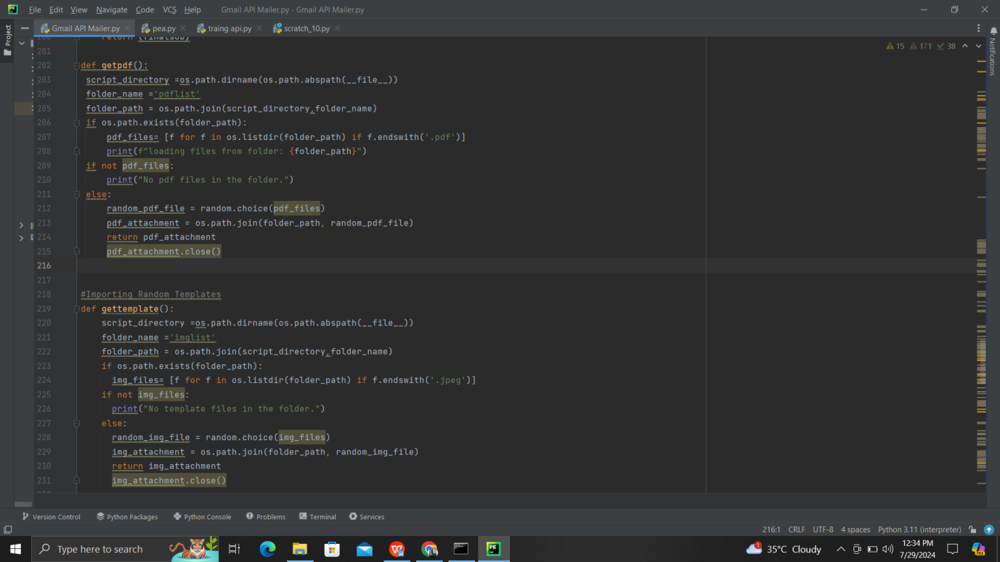 File Edit View Navigate Code VCS Help Gmail API Mailer.py - Gmail API Mailer.py
Project Gmail API Mailer.py pea.py traing api.py scratch_10.py
Notifications
15 171 38
200 return (finalsub)
201
202 def getpdf():
203 script_directory =os.path.dirname(os.path.abspath(__file__))
204 folder_name ='pdflist'
205 folder_path = os.path.join(script_directory,folder_name)
206 if os.path.exists(folder_path):
207 pdf_files= [f for f in os.listdir(folder_path) if f.endswith('.pdf')]
208 print(f"loading files from folder: {folder_path}")
209 if not pdf_files:
210 print("No pdf files in the folder.")
211 else:
212 random_pdf_file = random.choice(pdf_files)
213 pdf_attachment = os.path.join(folder_path, random_pdf_file)
214 return pdf_attachment
215 pdf_attachment.close()
216
217
218 #Importing Random Templates
219 def gettemplate():
220 script_directory =os.path.dirname(os.path.abspath(__file__))
221 folder_name ='imglist'
222 folder_path = os.path.join(script_directory,folder_name)
223 if os.path.exists(folder_path):
224 img_files= [f for f in os.listdir(folder_path) if f.endswith('.jpeg')]
225 if not img_files:
226 print("No template files in the folder.")
227 else:
228 random_img_file = random.choice(img_files)
229 img_attachment = os.path.join(folder_path, random_img_file)
230 return img_attachment
231 img_attachment.close()
Version Control Python Packages Python Console Problems Terminal Services
216:1 CRLF UTF-8 4 spaces Python 3.11 (interpreter)
Type here to search 35°C Cloudy 12:34 PM
7/29/2024